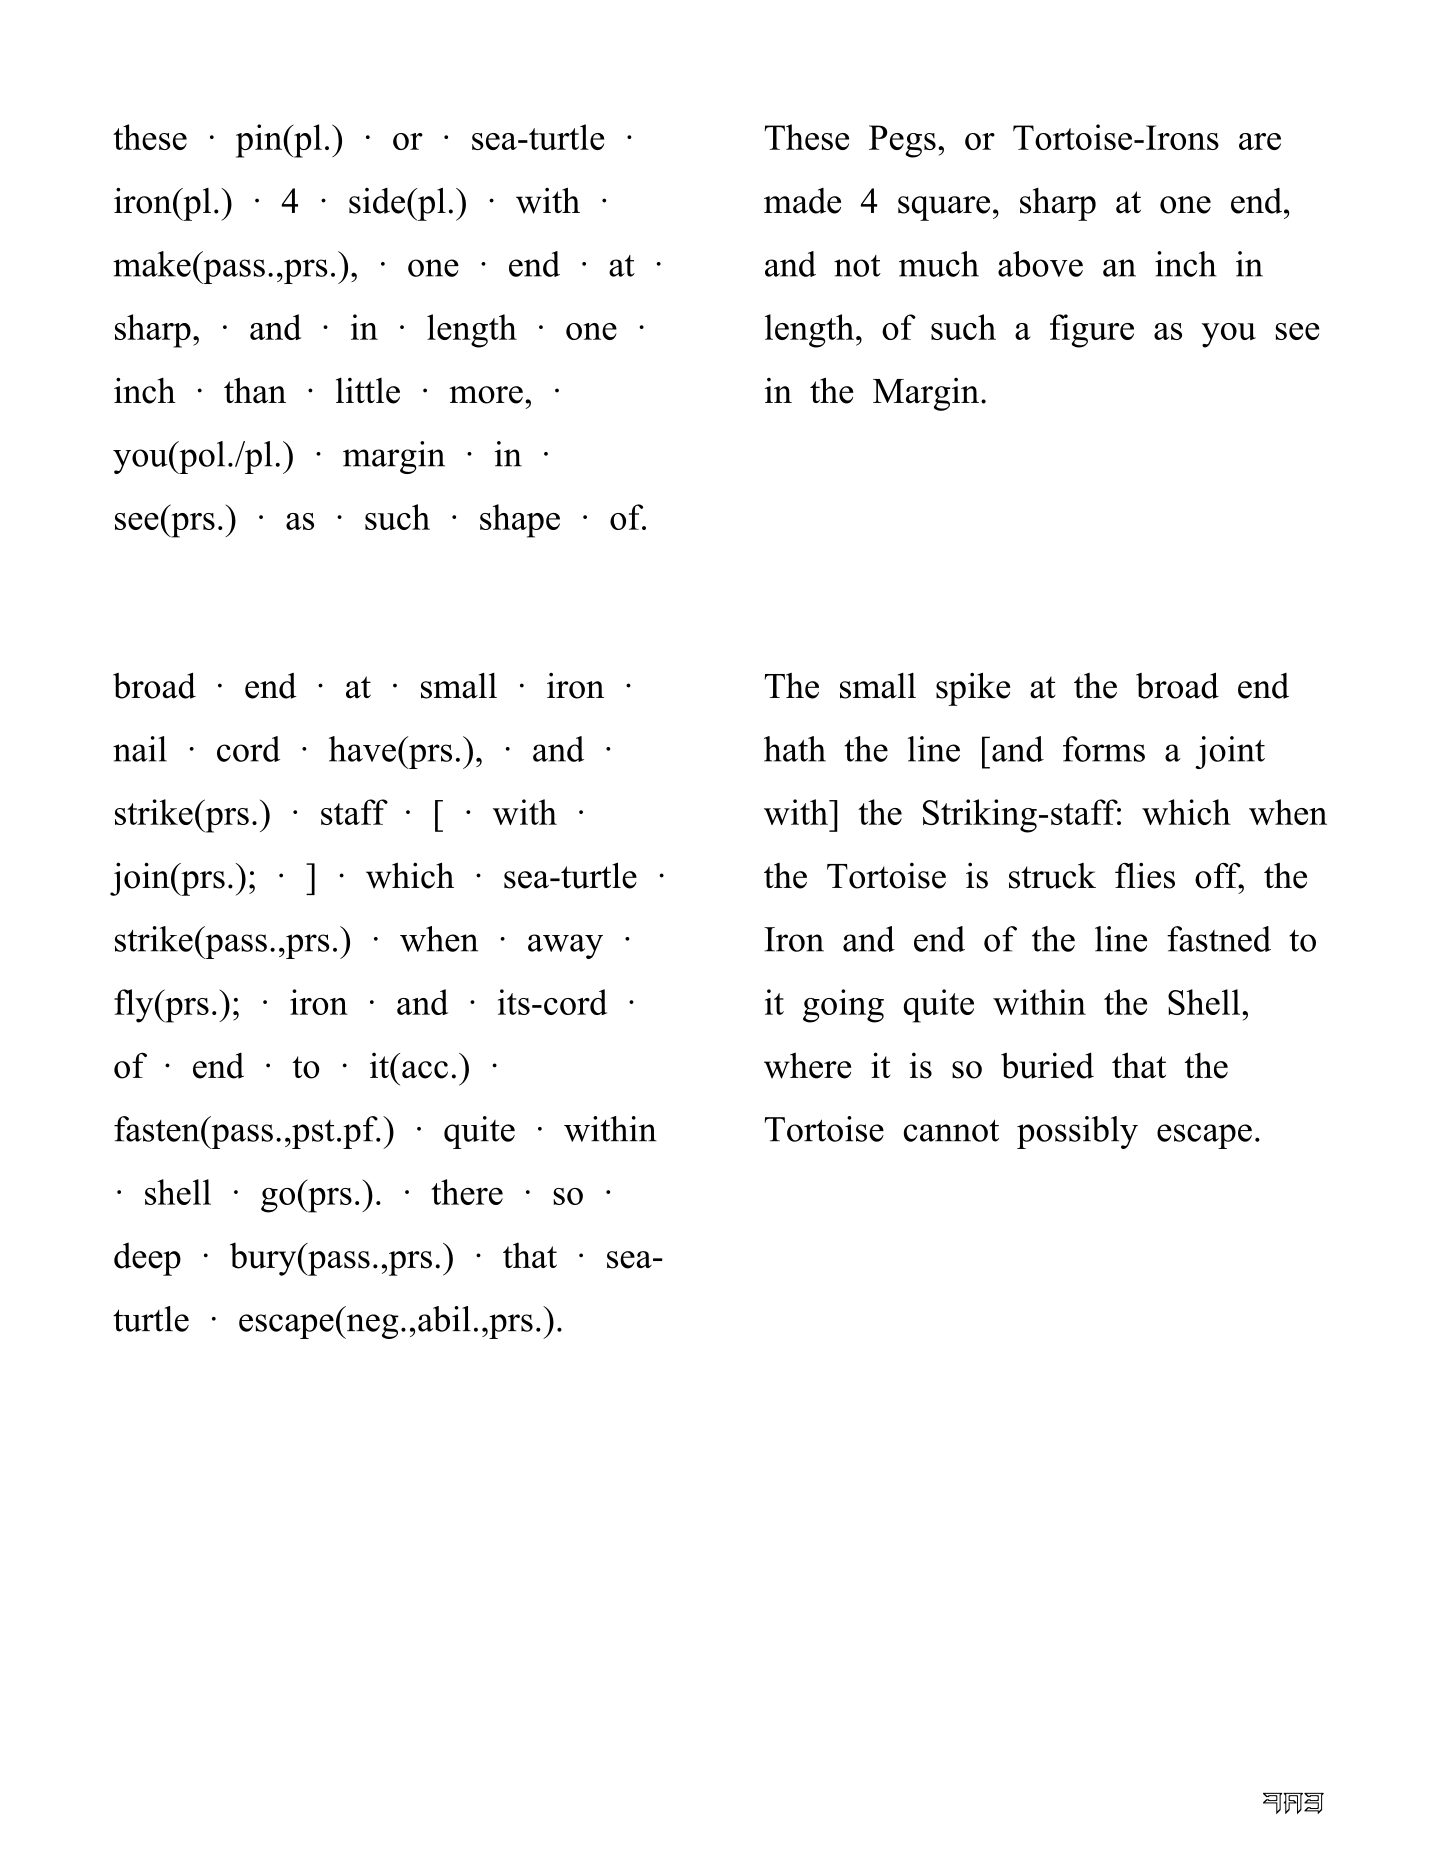 these · pin(pl.) · or · sea-turtle ·
iron(pl.) · 4 · side(pl.) · with ·
make(pass.,prs.), · one · end · at ·
sharp, · and · in · length · one ·
inch · than · little · more, ·
you(pol./pl.) · margin · in ·
see(prs.) · as · such · shape · of.
These Pegs, or Tortoise-Irons are
made 4 square, sharp at one end,
and not much above an inch in
length, of such a figure as you see
in the Margin.
broad · end · at · small · iron ·
nail · cord · have(prs.), · and ·
strike(prs.) · staff · [ · with ·
join(prs.); · ] · which · sea-turtle ·
strike(pass.,prs.) · when · away ·
fly(prs.); · iron · and · its-cord ·
of · end · to · it(acc.) ·
fasten(pass.,pst.pf.) · quite · within
· shell · go(prs.). · there · so ·
deep · bury(pass.,prs.) · that · sea-
turtle · escape(neg.,abil.,prs.).
The small spike at the broad end
hath the line [and forms a joint
with] the Striking-staff: which when
the Tortoise is struck flies off, the
Iron and end of the line fastned to
it going quite within the Shell,
where it is so buried that the
Tortoise cannot possibly escape.